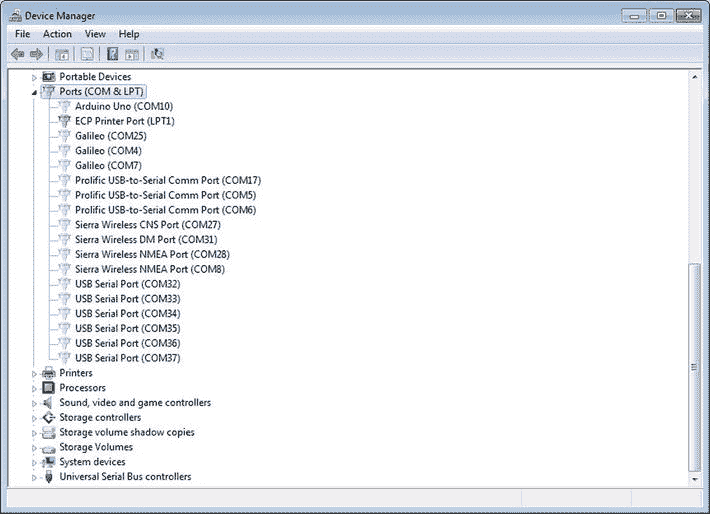 Device Manager
File Action View Help
Portable Devices
Ports (COM & LPT)
Arduino Uno (COM10)
ECP Printer Port (LPT1)
Galileo (COM25)
Galileo (COM4)
Galileo (COM7)
Prolific USB-to-Serial Comm Port (COM17)
Prolific USB-to-Serial Comm Port (COM5)
Prolific USB-to-Serial Comm Port (COM6)
Sierra Wireless CNS Port (COM27)
Sierra Wireless DM Port (COM31)
Sierra Wireless NMEA Port (COM28)
Sierra Wireless NMEA Port (COM8)
USB Serial Port (COM32)
USB Serial Port (COM33)
USB Serial Port (COM34)
USB Serial Port (COM35)
USB Serial Port (COM36)
USB Serial Port (COM37)
Printers
Processors
Sound, video and game controllers
Storage controllers
Storage volume shadow copies
Storage Volumes
System devices
Universal Serial Bus controllers